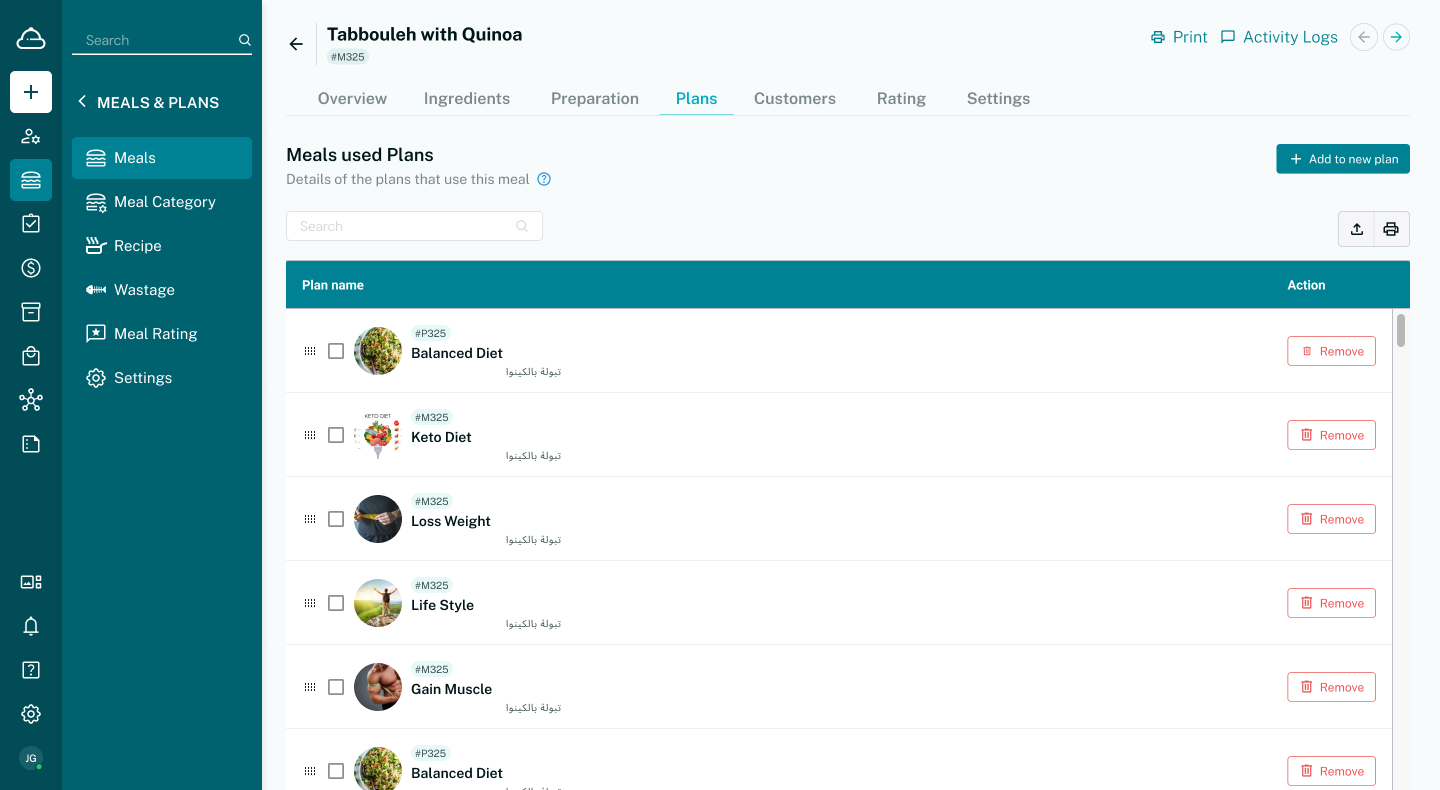 Search
MEALS & PLANS
Meals
Meal Category
Recipe
Wastage
Meal Rating
Settings
JG
Tabbouleh with Quinoa
#M325
Print
Activity Logs
Overview
Ingredients
Preparation
Plans
Customers
Rating
Settings
Meals used Plans
Details of the plans that use this meal
Add to new plan
Search
Plan name
Action
#P325
Balanced Diet
تبولة بالكينوا
Remove
KETO DIET
#M325
Keto Diet
تبولة بالكينوا
Remove
#M325
Loss Weight
تبولة بالكينوا
Remove
#M325
Life Style
تبولة بالكينوا
Remove
#M325
Gain Muscle
تبولة بالكينوا
Remove
#P325
Balanced Diet
تبولة بالكينوا
Remove